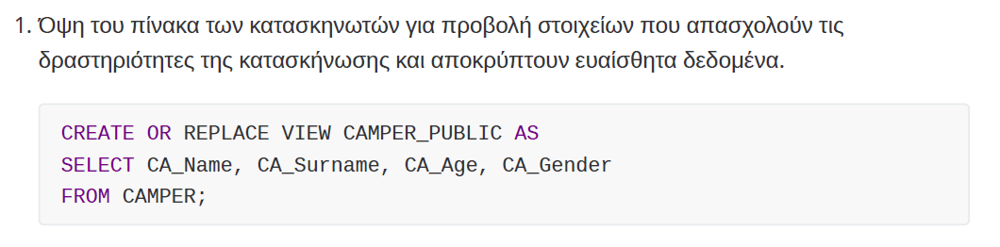 1. Όψη του πίνακα των κατασκηνωτών για προβολή στοιχείων που απασχολούν τις
δραστηριότητες της κατασκήνωσης και αποκρύπτουν ευαίσθητα δεδομένα.
CREATE OR REPLACE VIEW CAMPER_PUBLIC AS
SELECT CA_Name, CA_Surname, CA_Age, CA_Gender
FROM CAMPER;